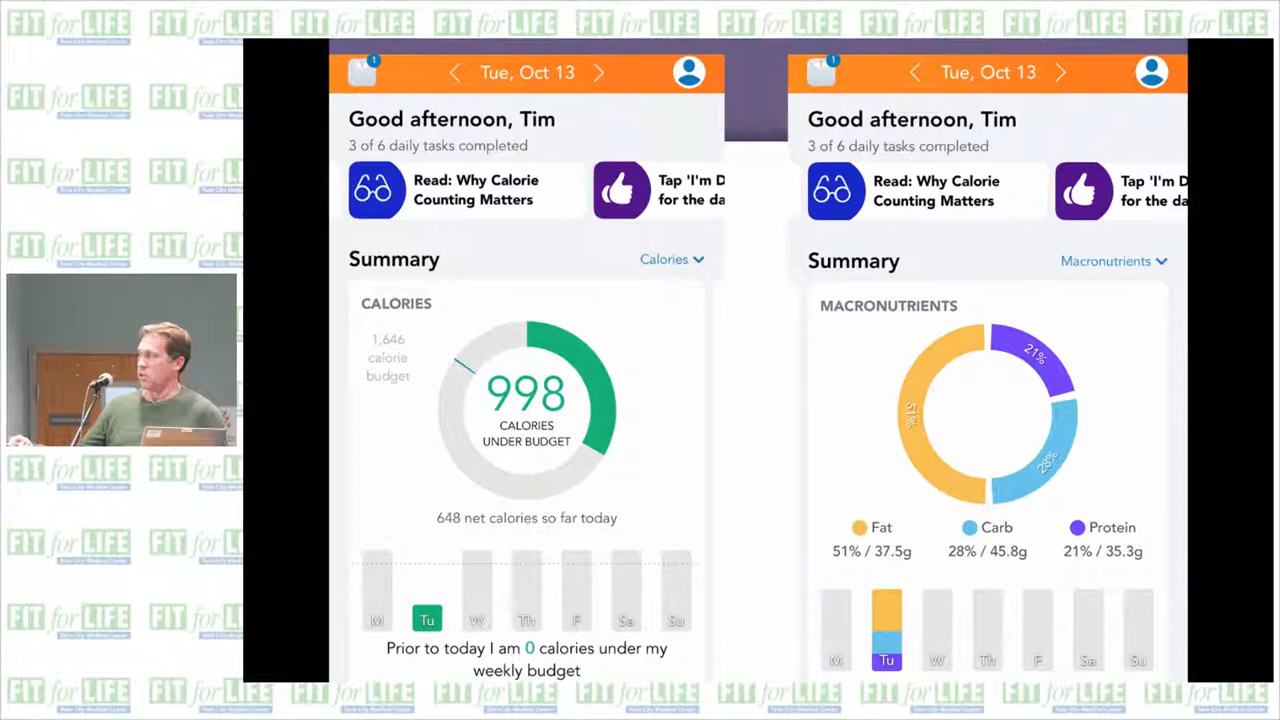 FIT for LIFE
1
Tue, Oct 13
Good afternoon, Tim
3 of 6 daily tasks completed
Read: Why Calorie
Counting Matters
Tap 'I'm D
for the da
Summary
Calories
CALORIES
1,646
calorie
budget
998
CALORIES
UNDER BUDGET
648 net calories so far today
M Tu W Th F Sa Su
Prior to today I am 0 calories under my
weekly budget
1
Tue, Oct 13
Good afternoon, Tim
3 of 6 daily tasks completed
Read: Why Calorie
Counting Matters
Tap 'I'm D
for the da
Summary
Macronutrients
MACRONUTRIENTS
21%
51%
28%
Fat Carb Protein
51% / 37.5g 28% / 45.8g 21% / 35.3g
M Tu W Th F Sa Su